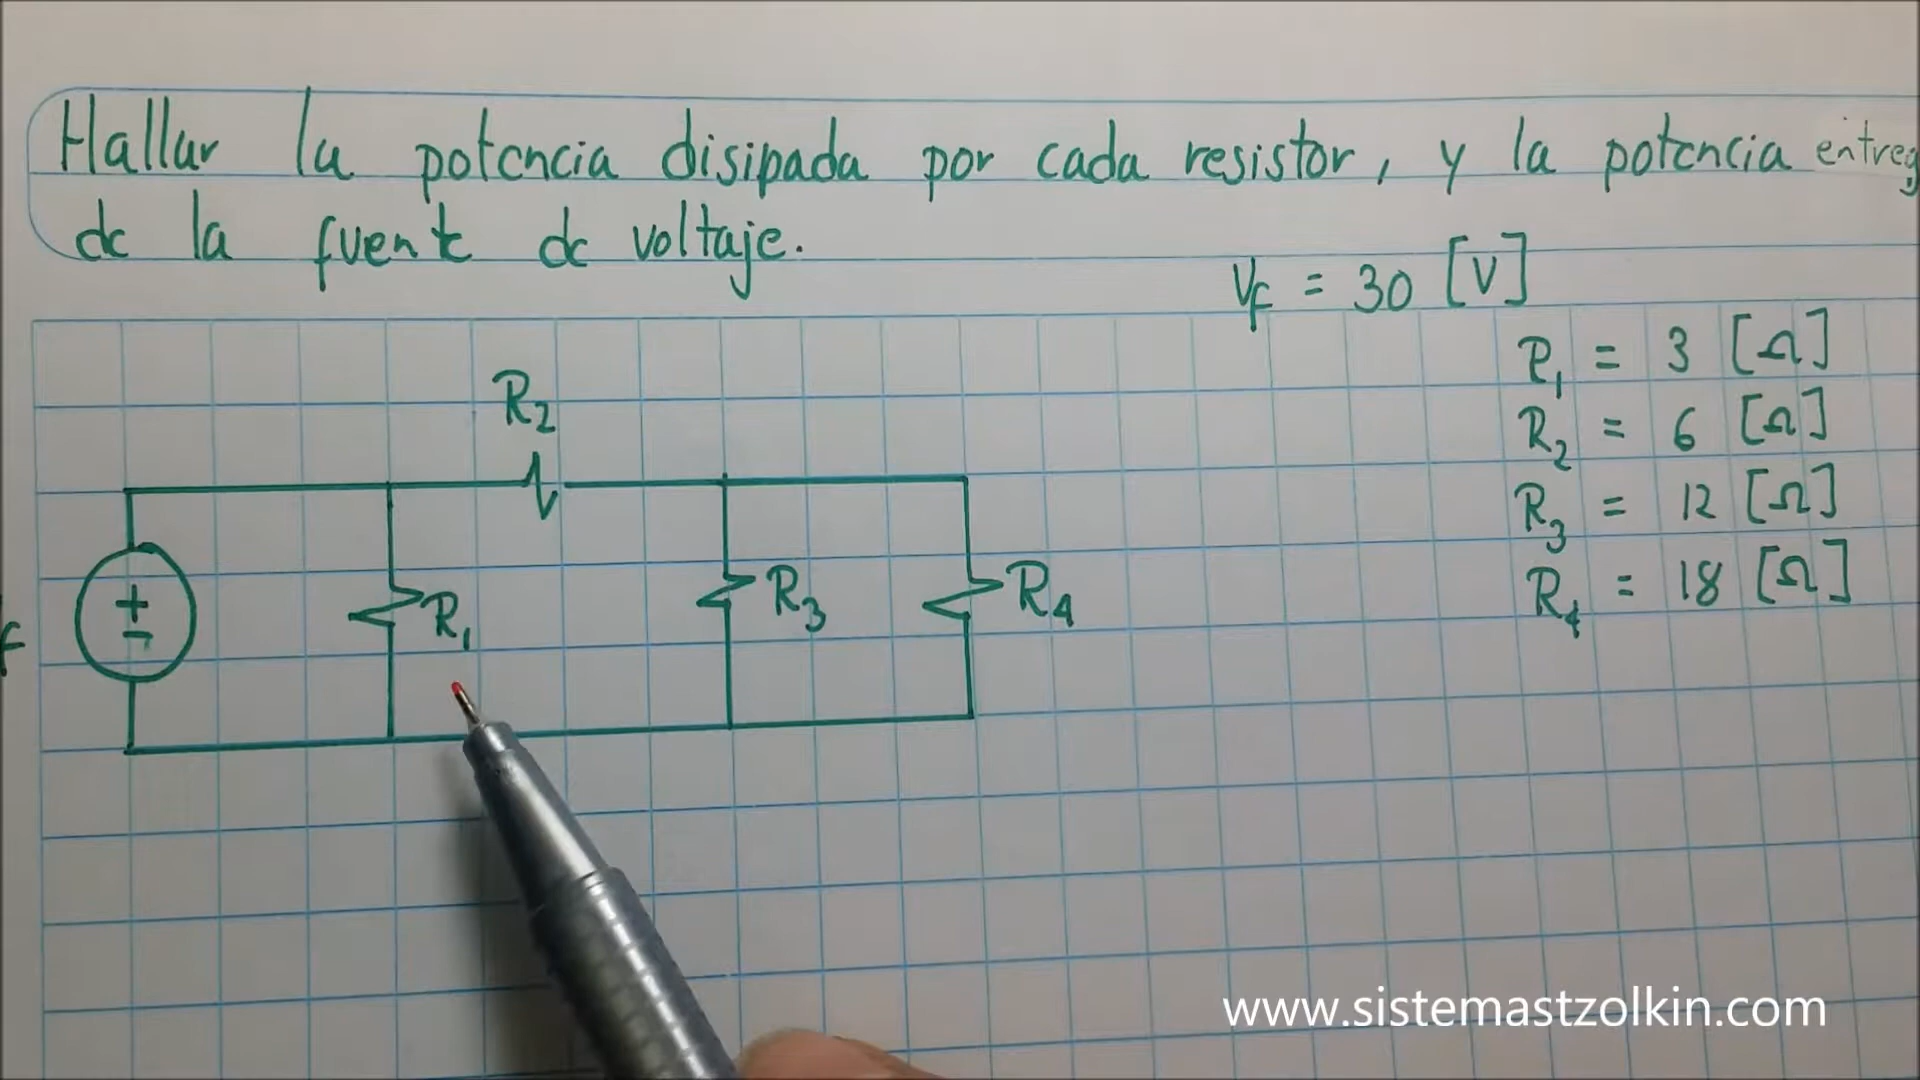 Hallar la potencia disipada por cada resistor, y la potencia entreg
de la fuente de voltaje.
Vf = 30 [V]
R1 = 3 [Ω]
R2 = 6 [Ω]
R3 = 12 [Ω]
R4 = 18 [Ω]
R2
+
-
R1
R3
R4
f
www.sistemastzolkin.com